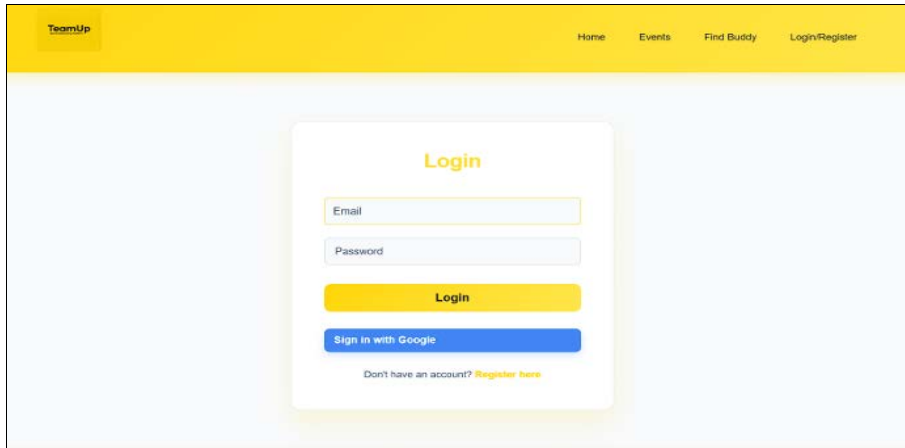 TeamUp
Home Events Find Buddy Login/Register
Login
Email
Password
Login
Sign in with Google
Don't have an account? Register here